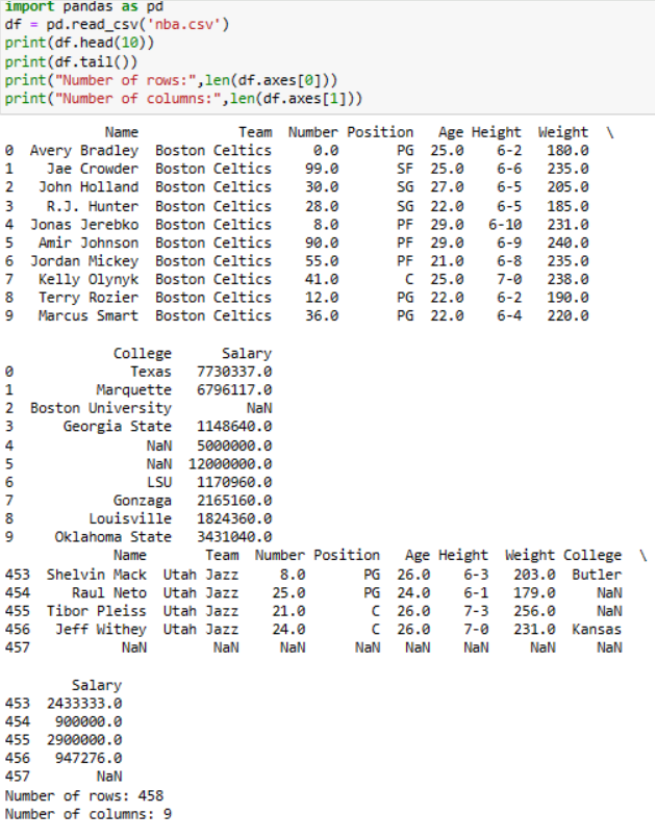 import pandas as pd
df = pd.read_csv('nba.csv')
print(df.head(10))
print(df.tail())
print("Number of rows:",len(df.axes[0]))
print("Number of columns:",len(df.axes[1]))
Name Team Number Position Age Height Weight \
0 Avery Bradley Boston Celtics 0.0 PG 25.0 6-2 180.0
1 Jae Crowder Boston Celtics 99.0 SF 25.0 6-6 235.0
2 John Holland Boston Celtics 30.0 SG 27.0 6-5 205.0
3 R.J. Hunter Boston Celtics 28.0 SG 22.0 6-5 185.0
4 Jonas Jerebko Boston Celtics 8.0 PF 29.0 6-10 231.0
5 Amir Johnson Boston Celtics 90.0 PF 29.0 6-9 240.0
6 Jordan Mickey Boston Celtics 55.0 PF 21.0 6-8 235.0
7 Kelly Olynyk Boston Celtics 41.0 C 25.0 7-0 238.0
8 Terry Rozier Boston Celtics 12.0 PG 22.0 6-2 190.0
9 Marcus Smart Boston Celtics 36.0 PG 22.0 6-4 220.0
College Salary
0 Texas 7730337.0
1 Marquette 6796117.0
2 Boston University NaN
3 Georgia State 1148640.0
4 NaN 5000000.0
5 NaN 12000000.0
6 LSU 1170960.0
7 Gonzaga 2165160.0
8 Louisville 1824360.0
9 Oklahoma State 3431040.0
Name Team Number Position Age Height Weight College \
453 Shelvin Mack Utah Jazz 8.0 PG 26.0 6-3 203.0 Butler
454 Raul Neto Utah Jazz 25.0 PG 24.0 6-1 179.0 NaN
455 Tibor Pleiss Utah Jazz 21.0 C 26.0 7-3 256.0 NaN
456 Jeff Withey Utah Jazz 24.0 C 26.0 7-0 231.0 Kansas
457 NaN NaN NaN NaN NaN NaN NaN NaN
Salary
453 2433333.0
454 900000.0
455 2900000.0
456 947276.0
457 NaN
Number of rows: 458
Number of columns: 9